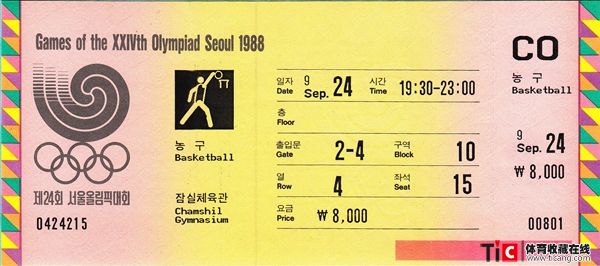 Games of the XXIVth Olympiad Seoul 1988
제24회 서울올림픽대회
0424215
농구
Basketball
잠실체육관
Chamshil
Gymnasium
일자 9 24 시간 19:30-23:00
Date Sep. Time
층
Floor
출입문 2-4 구역 10
Gate Block
열 4 좌석 15
Row Seat
요금 ₩8,000
Price
CO
농구
Basketball
9 24
Sep.
₩8,000
00801
TiC 体育收藏在线
www.ticang.com